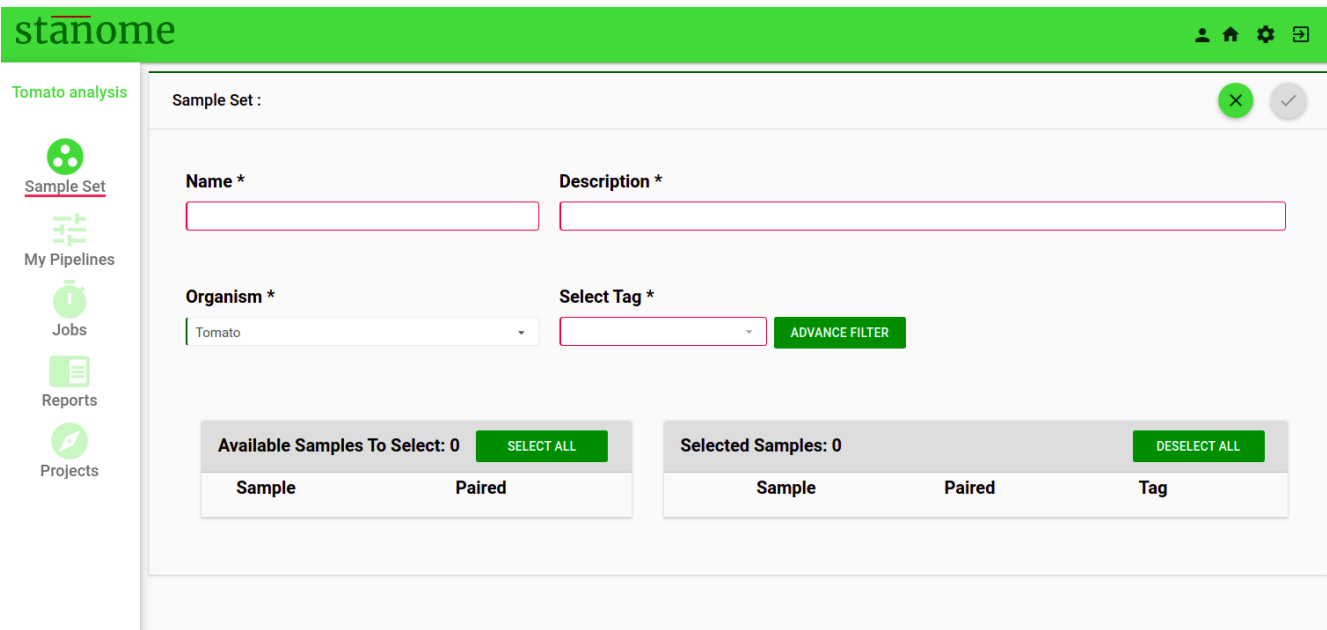 stanome
Tomato analysis
Sample Set :
Sample Set
My Pipelines
Jobs
Reports
Projects
Name *
Description *
Organism *
Select Tag *
Tomato
ADVANCE FILTER
Available Samples To Select: 0
SELECT ALL
Sample
Paired
Selected Samples: 0
DESELECT ALL
Sample
Paired
Tag